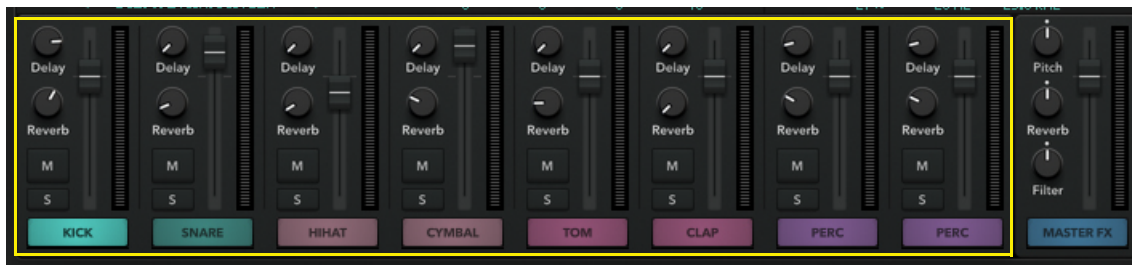 Delay Delay Delay Delay Delay Delay Delay Delay Pitch
Reverb Reverb Reverb Reverb Reverb Reverb Reverb Reverb Reverb
M M M M M M M M
Filter
S S S S S S S S
KICK SNARE HIHAT CYMBAL TOM CLAP PERC PERC MASTER FX